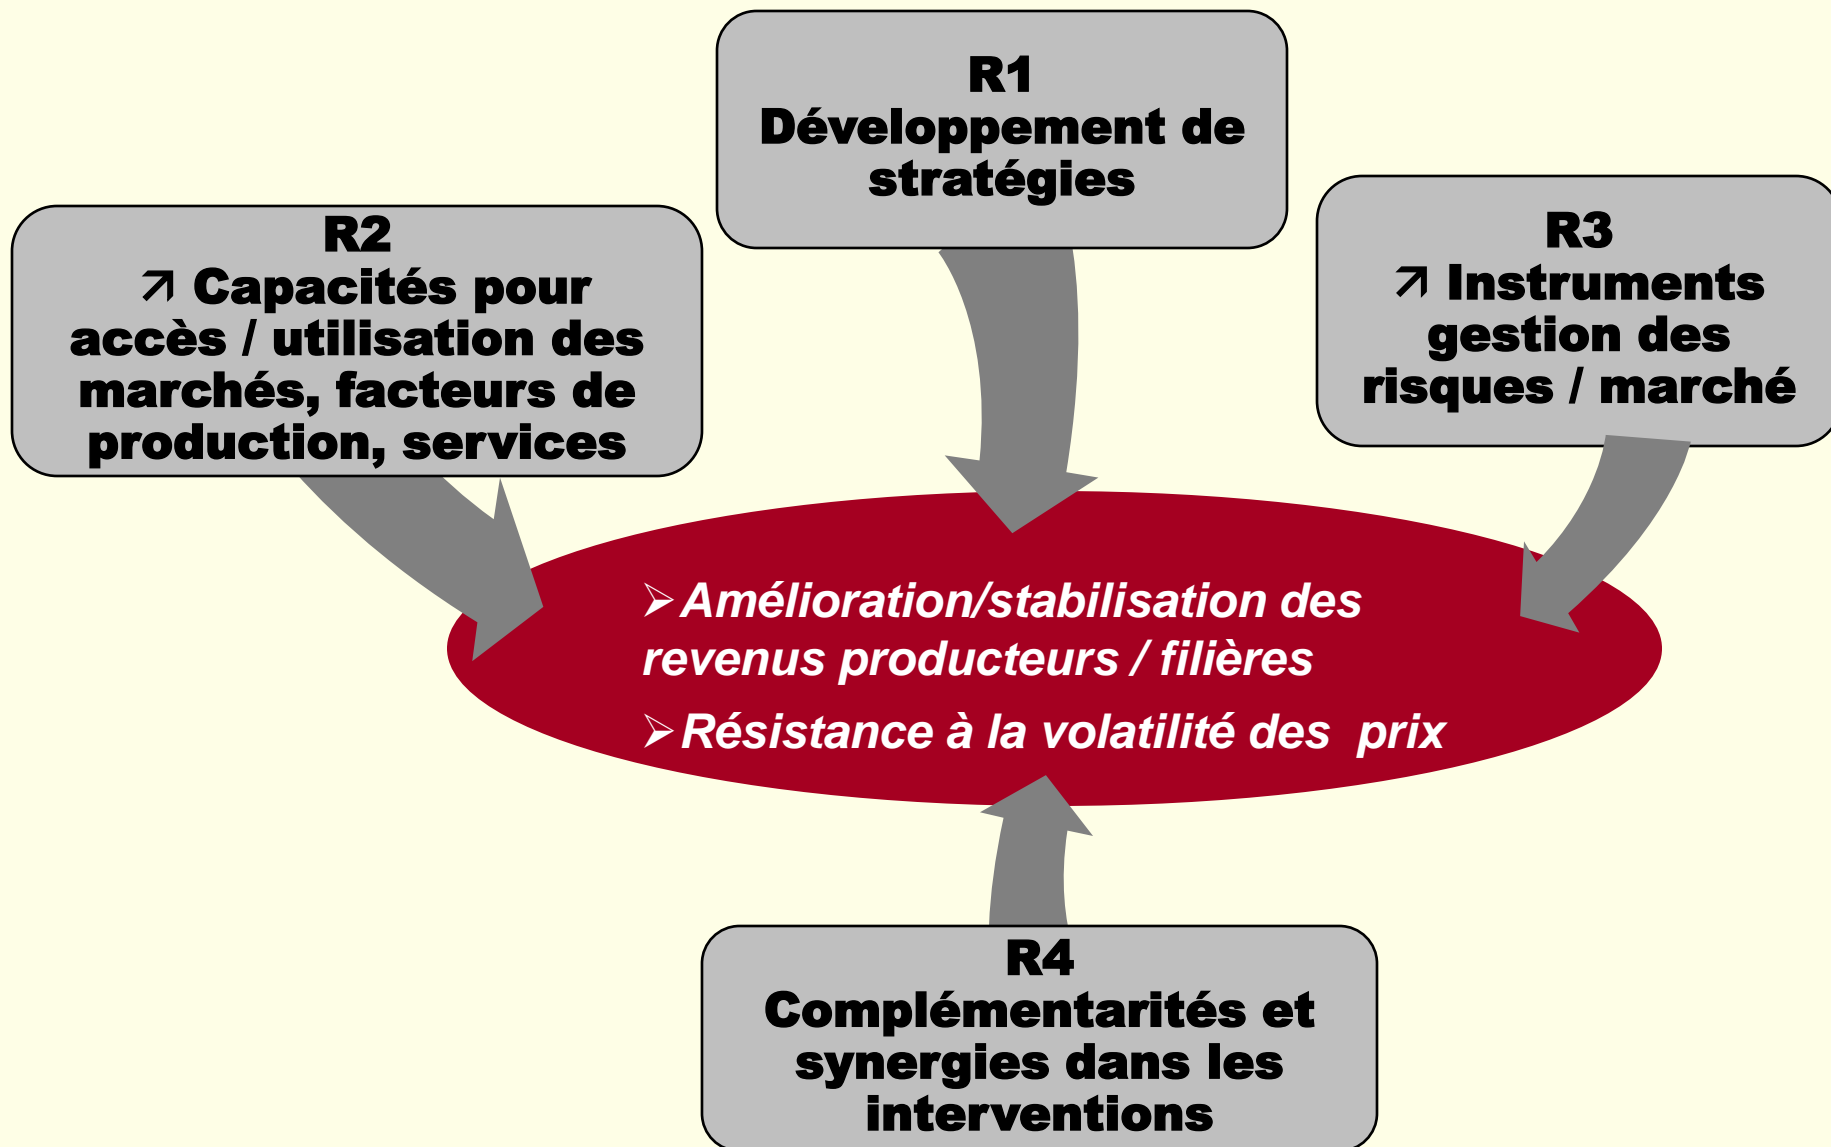 R1
Développement de
stratégies
R2
↗ Capacités pour
accès / utilisation des
marchés, facteurs de
production, services
R3
↗ Instruments
gestion des
risques / marché
➢Amélioration/stabilisation des
revenus producteurs / filières
➢Résistance à la volatilité des  prix
R4
Complémentarités et
synergies dans les
interventions